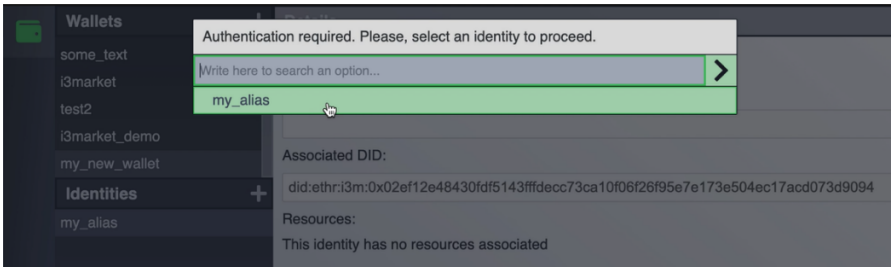 Wallets
Details
some_text
i3market
test2
i3market_demo
my_new_wallet
Identities
my_alias
Authentication required. Please, select an identity to proceed.
Write here to search an option...
my_alias
Associated DID:
did:ethr:i3m:0x02ef12e48430fdf5143fffdecc73ca10f06f26f95e7e173e504ec17acd073d9094
Resources:
This identity has no resources associated